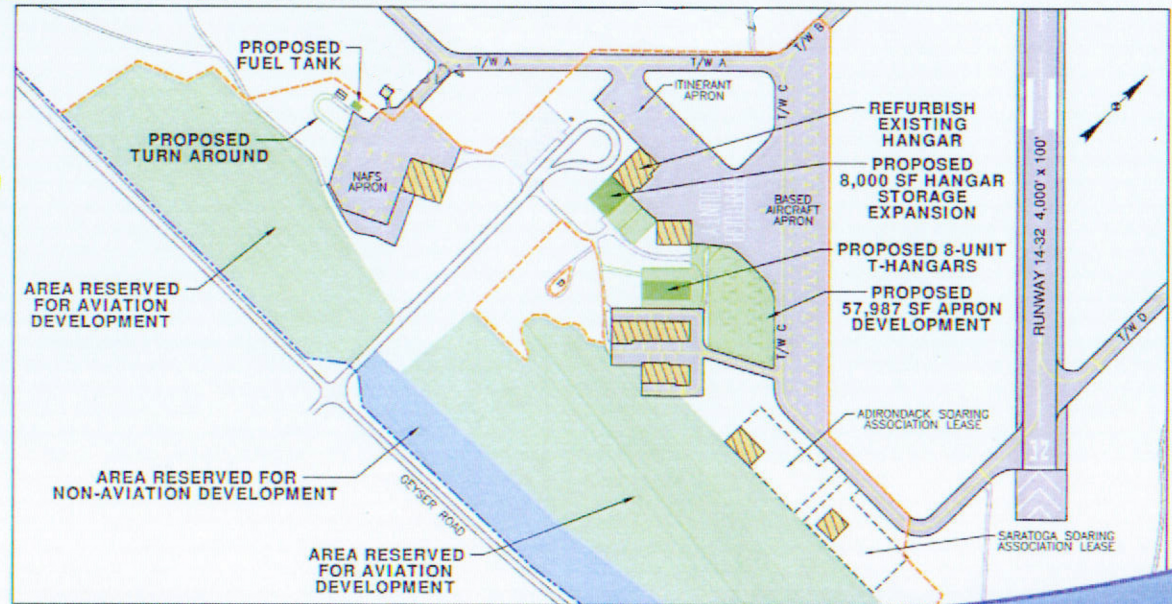 PROPOSED
FUEL TANK
T/W A
T/W A
T/W B
ITINERANT
APRON
T/W C
REFURBISH
EXISTING
HANGAR
PROPOSED
TURN AROUND
PROPOSED
8,000 SF HANGAR
STORAGE
EXPANSION
NAFS
APRON
BASED
AIRCRAFT
APRON
RUNWAY 14-32 4,000' x 100'
PROPOSED 8-UNIT
T-HANGARS
AREA RESERVED
FOR AVIATION
DEVELOPMENT
PROPOSED
57,987 SF APRON
DEVELOPMENT
T/W C
T/W D
ADIRONDACK SOARING
ASSOCIATION LEASE
32
AREA RESERVED FOR
NON-AVIATION DEVELOPMENT
GEYSER ROAD
SARATOGA SOARING
ASSOCIATION LEASE
AREA RESERVED
FOR AVIATION
DEVELOPMENT